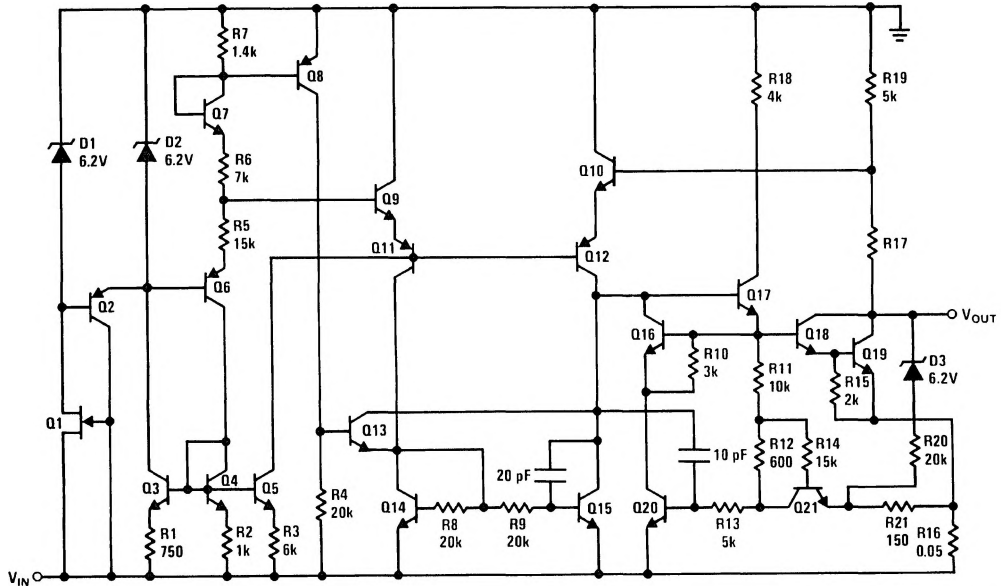 R7
1.4k
Q8
R18
4k
R19
5k
Q7
D1
6.2V
D2
6.2V
R6
7k
Q9
Q10
R5
15k
Q11
Q12
R17
Q2
Q6
Q17
VOUT
Q16
Q18
Q19
D3
6.2V
R10
3k
R11
10k
R15
2k
Q1
Q13
10 pF
R12
600
R14
15k
R20
20k
20 pF
Q3
Q4
Q5
R4
20k
Q14
R8
20k
R9
20k
Q15
Q20
R13
5k
Q21
R21
150
R16
0.05
R1
750
R2
1k
R3
6k
VIN